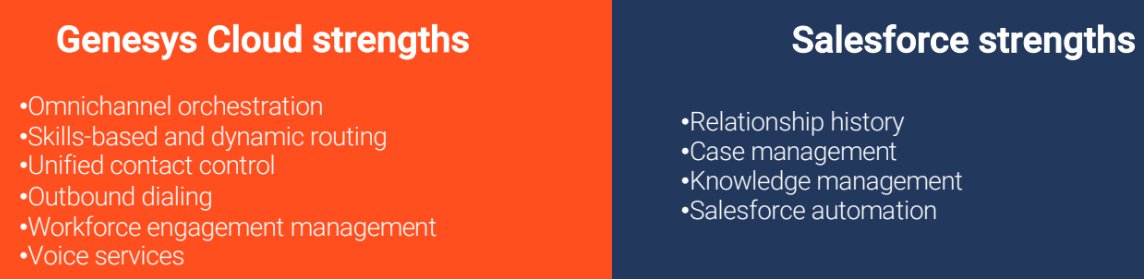 Genesys Cloud strengths
•Omnichannel orchestration
•Skills-based and dynamic routing
•Unified contact control
•Outbound dialing
•Workforce engagement management
•Voice services
Salesforce strengths
•Relationship history
•Case management
•Knowledge management
•Salesforce automation